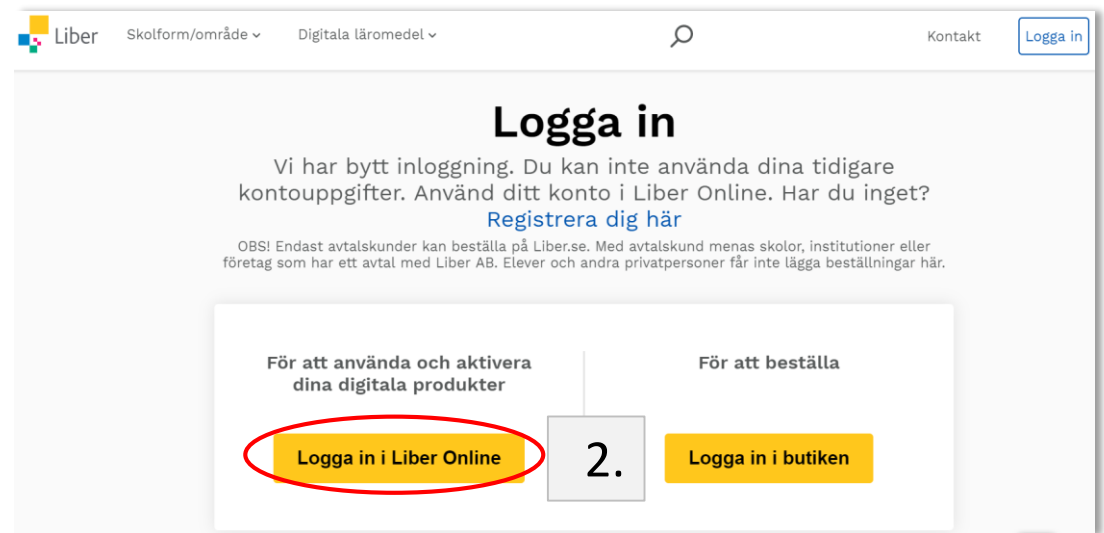 Liber Skolform/område Digitala läromedel Kontakt Logga in
Logga in
Vi har bytt inloggning. Du kan inte använda dina tidigare
kontouppgifter. Använd ditt konto i Liber Online. Har du inget?
Registrera dig här
OBS! Endast avtalskunder kan beställa på Liber.se. Med avtalskund menas skolor, institutioner eller
företag som har ett avtal med Liber AB. Elever och andra privatpersoner får inte lägga beställningar här.
För att använda och aktivera
dina digitala produkter
Logga in i Liber Online
2.
För att beställa
Logga in i butiken